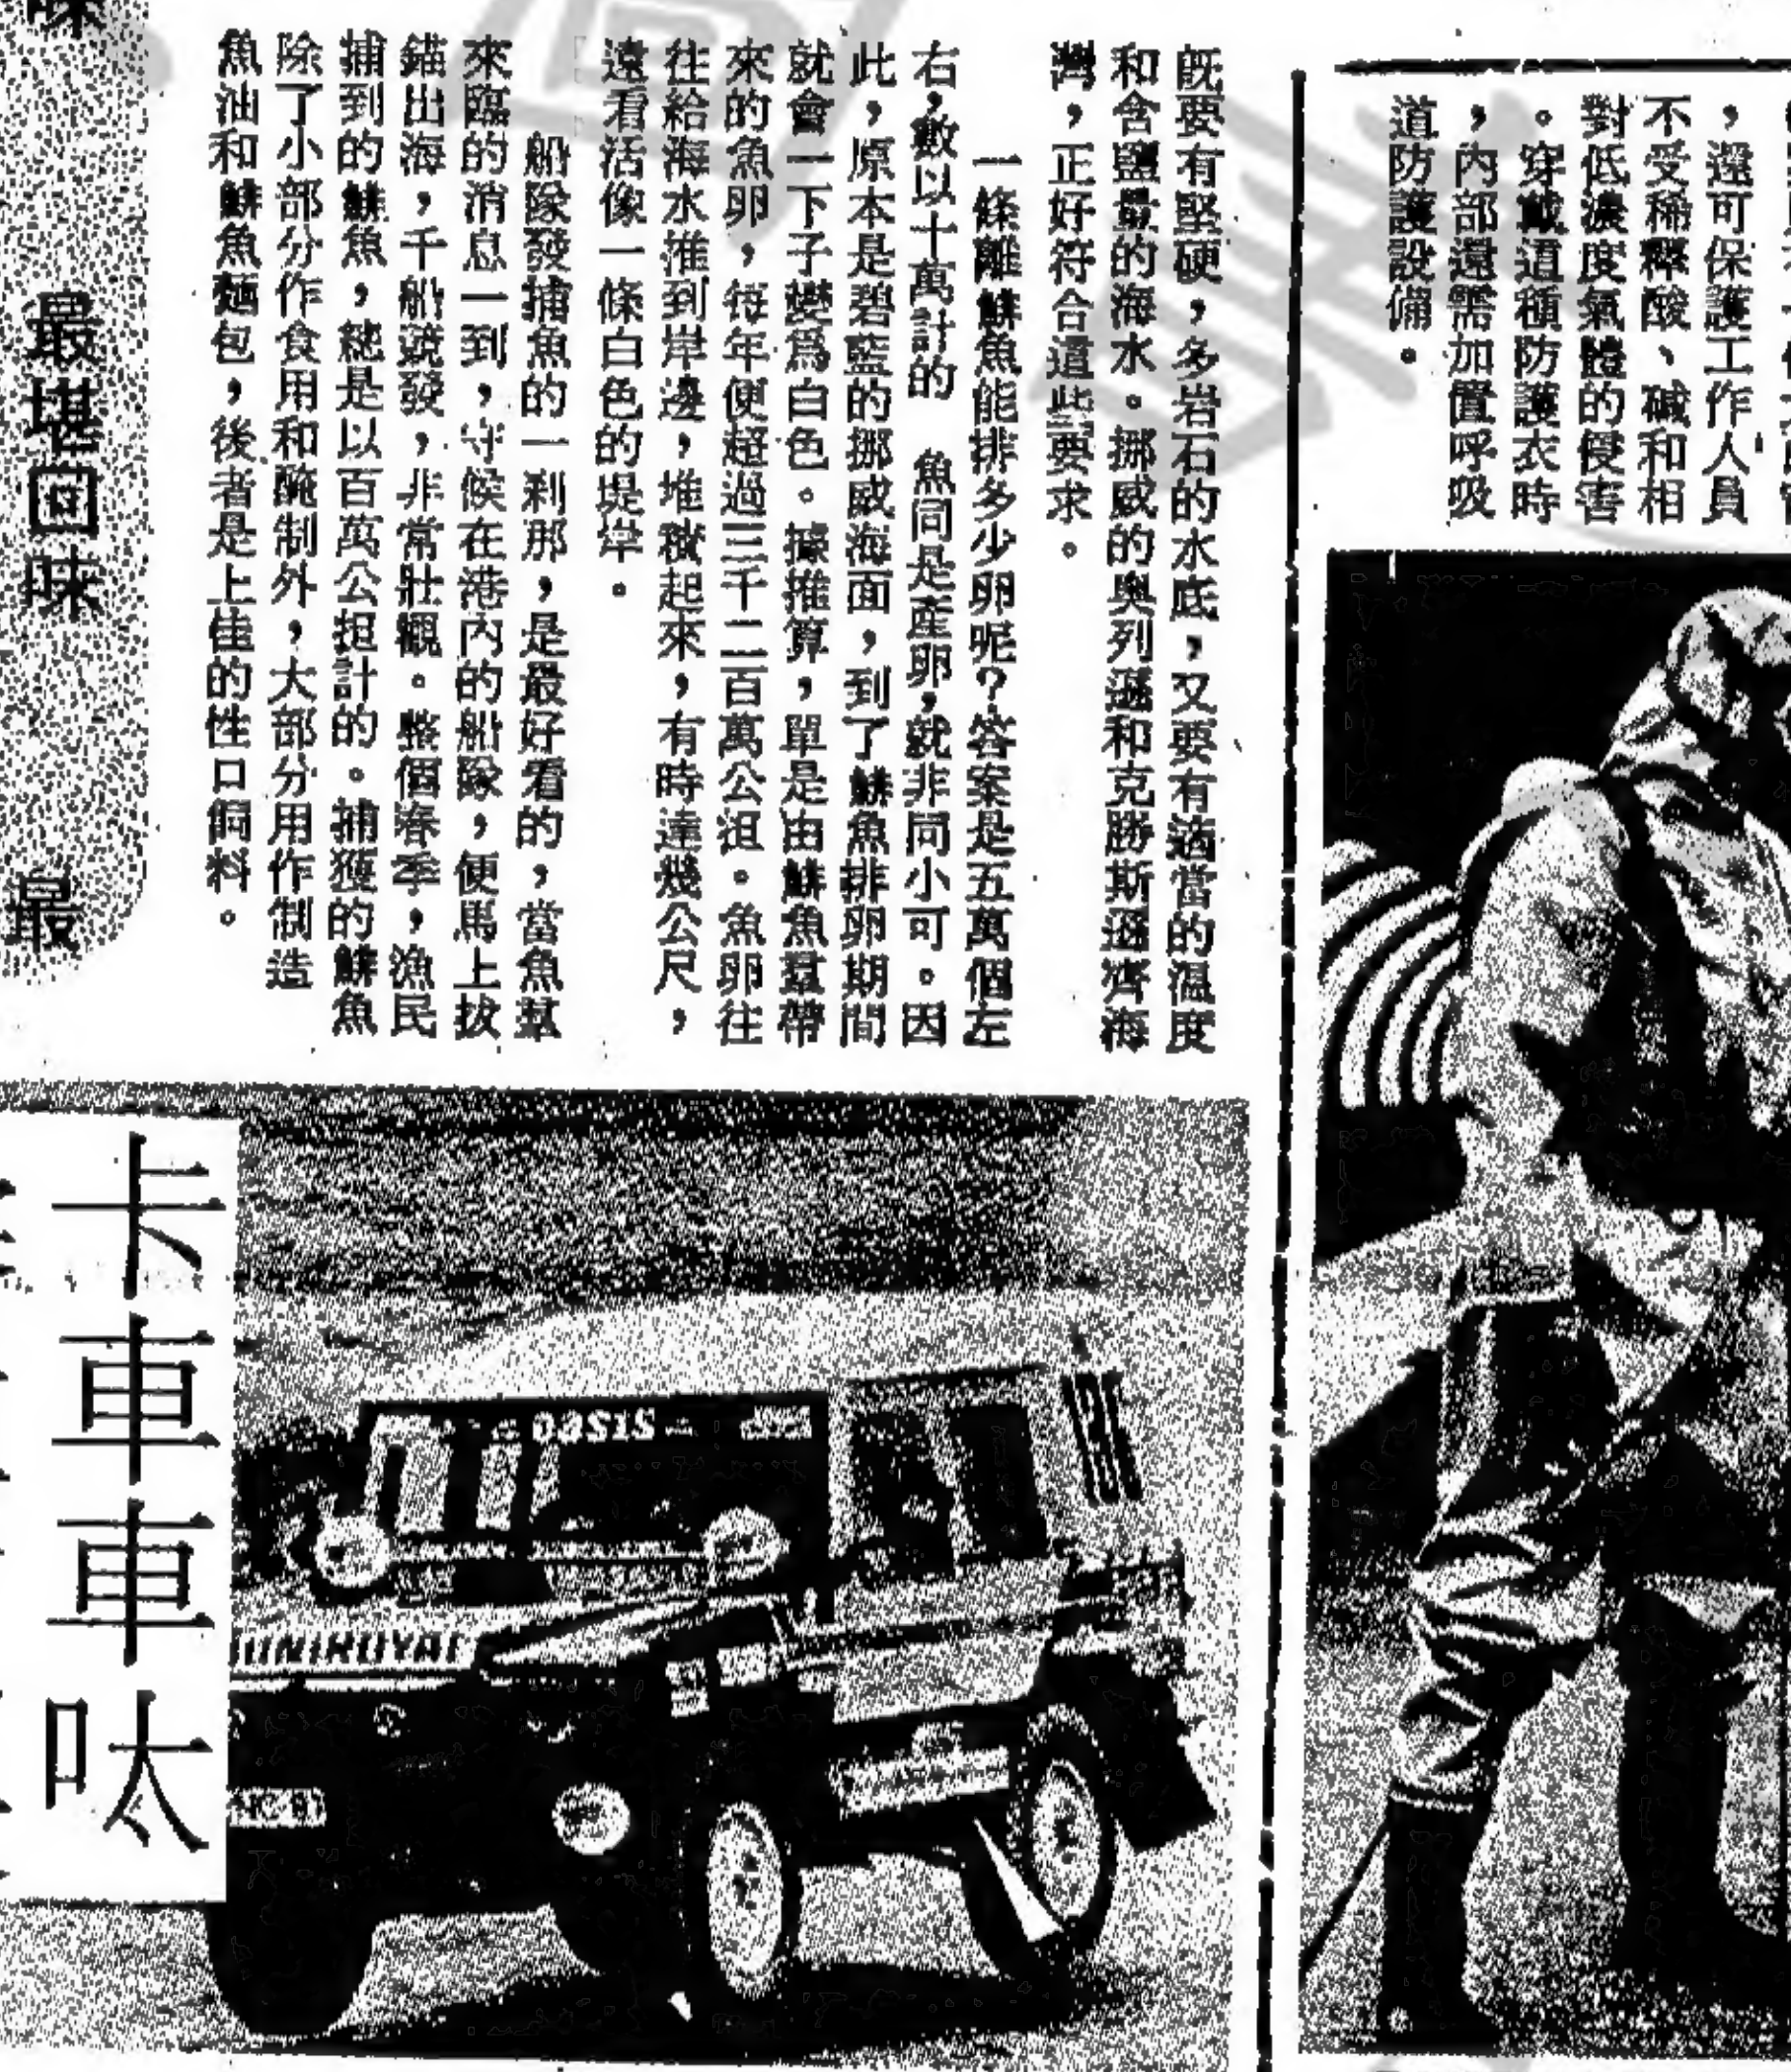 ，還可保護工作人員
不受稀釋酸、碱和相
對低濃度氣體的侵害
。穿戴這種防護衣時
，內部還需加置呼吸
道防護設備。
既要有堅硬，多岩石的水底，又要有適當的溫度
和含鹽量的海水。挪威的奧列遜和克勝斯遜濟海
灣，正好符合這些要求。
一條雌鯡魚能排多少卵呢？答案是五萬個左
右，數以十萬計的　魚同是產卵，就非同小可。因
此，原本是碧藍的挪威海面，到了鯡魚排卵期間
就會一下子變爲白色。據推算，單是由鯡魚羣帶
來的魚卵，每年便超過三千二百萬公担。魚卵往
往給海水推到岸邊，堆積起來，有時達幾公尺，
遠看活像一條白色的堤岸。
船隊發捕魚的一刹那，是最好看的，當魚羣
來臨的消息一到，守候在港內的船隊，便馬上拔
錨出海，千船競發，非常壯觀。整個春季，漁民
捕到的鯡魚，總是以百萬公担計的。捕獲的鯡魚
除了小部分作食用和醃制外，大部分用作制造
魚油和鯡魚麵包，後者是上佳的性口飼料。
最堪回味
最
卡車車呔
OASIS
UNIROYAL